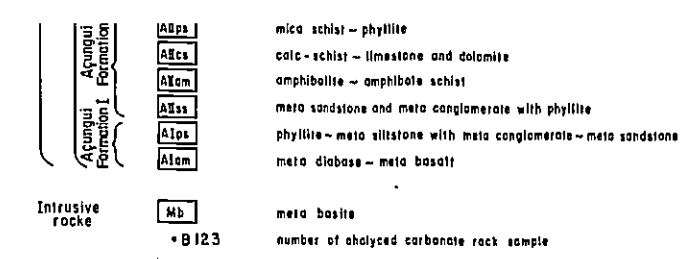 Açungui Formation
AIIps mica schist ~ phyllite
AIIcs calc-schist ~ limestone and dolomite
AIIam amphibolite ~ amphibole schist
AIIss meta sandstone and meta conglomerate with phyllite
Açungui Formation I
AIps phyllite ~ meta siltstone with meta conglomerate ~ meta sandstone
AIam meta diabase ~ meta basalt
Intrusive rocke
Mb meta basite
•B123 number of analyced carbonate rock sample